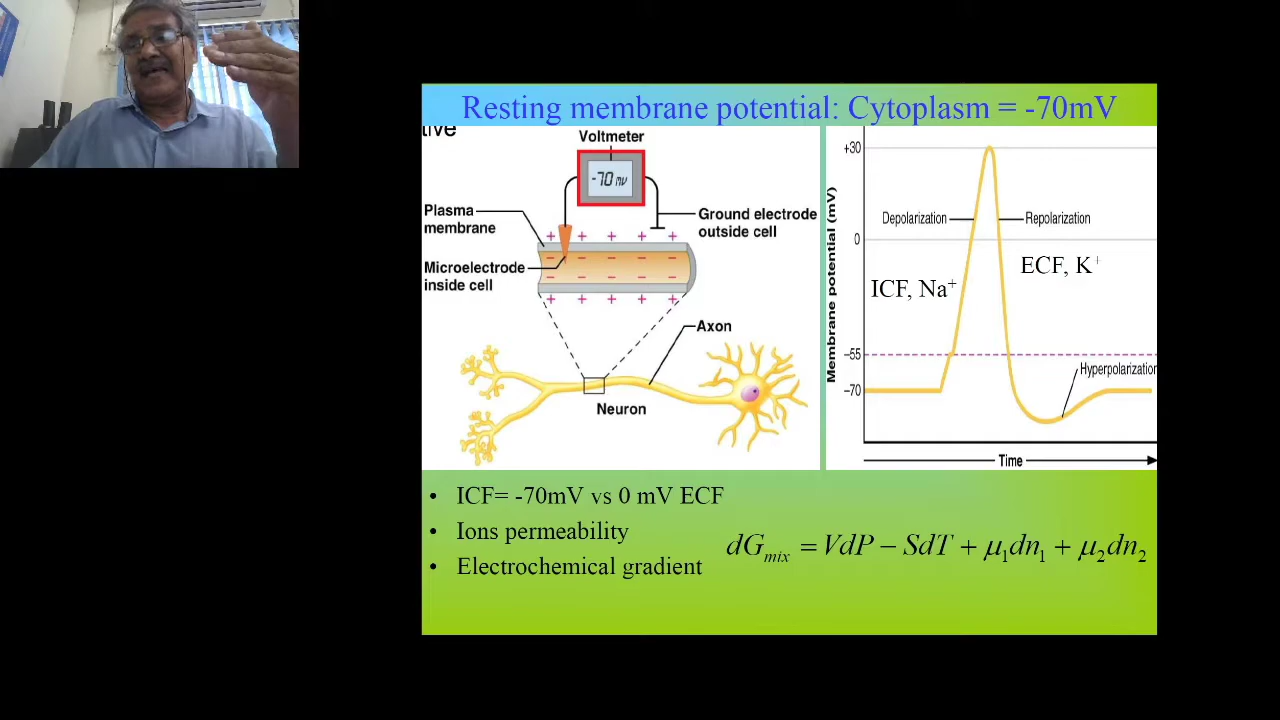 Resting membrane potential: Cytoplasm = -70mV
tive
Voltmeter
-70 mv
Plasma
membrane
Ground electrode
outside cell
Microelectrode
inside cell
+ + + + +
− − − − −
− − − − −
+ + + + +
Axon
Neuron
Membrane potential (mV)
+30
0
−55
−70
Depolarization
Repolarization
ICF, Na⁺
ECF, K⁺
Hyperpolarization
Time
• ICF= -70mV vs 0 mV ECF
• Ions permeability
• Electrochemical gradient
dG_mix = VdP − SdT + μ₁dn₁ + μ₂dn₂